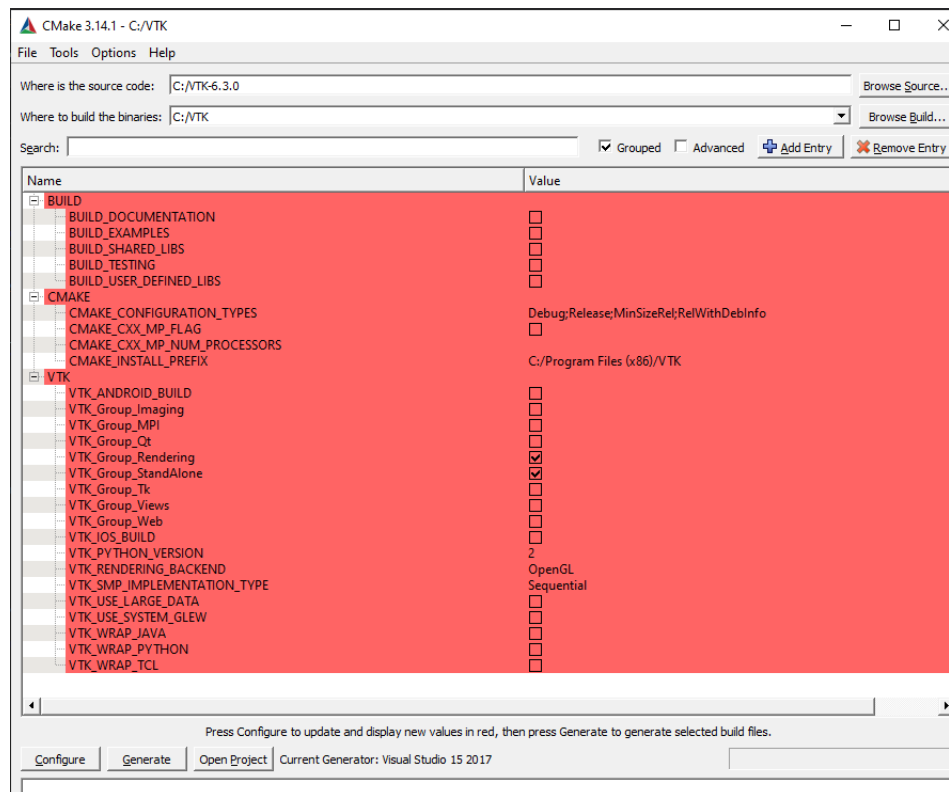 CMake 3.14.1 - C:/VTK
File Tools Options Help
Where is the source code: C:/VTK-6.3.0 Browse Source...
Where to build the binaries: C:/VTK Browse Build...
Search: Grouped Advanced Add Entry Remove Entry
Name Value
BUILD
BUILD_DOCUMENTATION
BUILD_EXAMPLES
BUILD_SHARED_LIBS
BUILD_TESTING
BUILD_USER_DEFINED_LIBS
CMAKE
CMAKE_CONFIGURATION_TYPES Debug;Release;MinSizeRel;RelWithDebInfo
CMAKE_CXX_MP_FLAG
CMAKE_CXX_MP_NUM_PROCESSORS
CMAKE_INSTALL_PREFIX C:/Program Files (x86)/VTK
VTK
VTK_ANDROID_BUILD
VTK_Group_Imaging
VTK_Group_MPI
VTK_Group_Qt
VTK_Group_Rendering
VTK_Group_StandAlone
VTK_Group_Tk
VTK_Group_Views
VTK_Group_Web
VTK_IOS_BUILD
VTK_PYTHON_VERSION 2
VTK_RENDERING_BACKEND OpenGL
VTK_SMP_IMPLEMENTATION_TYPE Sequential
VTK_USE_LARGE_DATA
VTK_USE_SYSTEM_GLEW
VTK_WRAP_JAVA
VTK_WRAP_PYTHON
VTK_WRAP_TCL
Press Configure to update and display new values in red, then press Generate to generate selected build files.
Configure Generate Open Project Current Generator: Visual Studio 15 2017